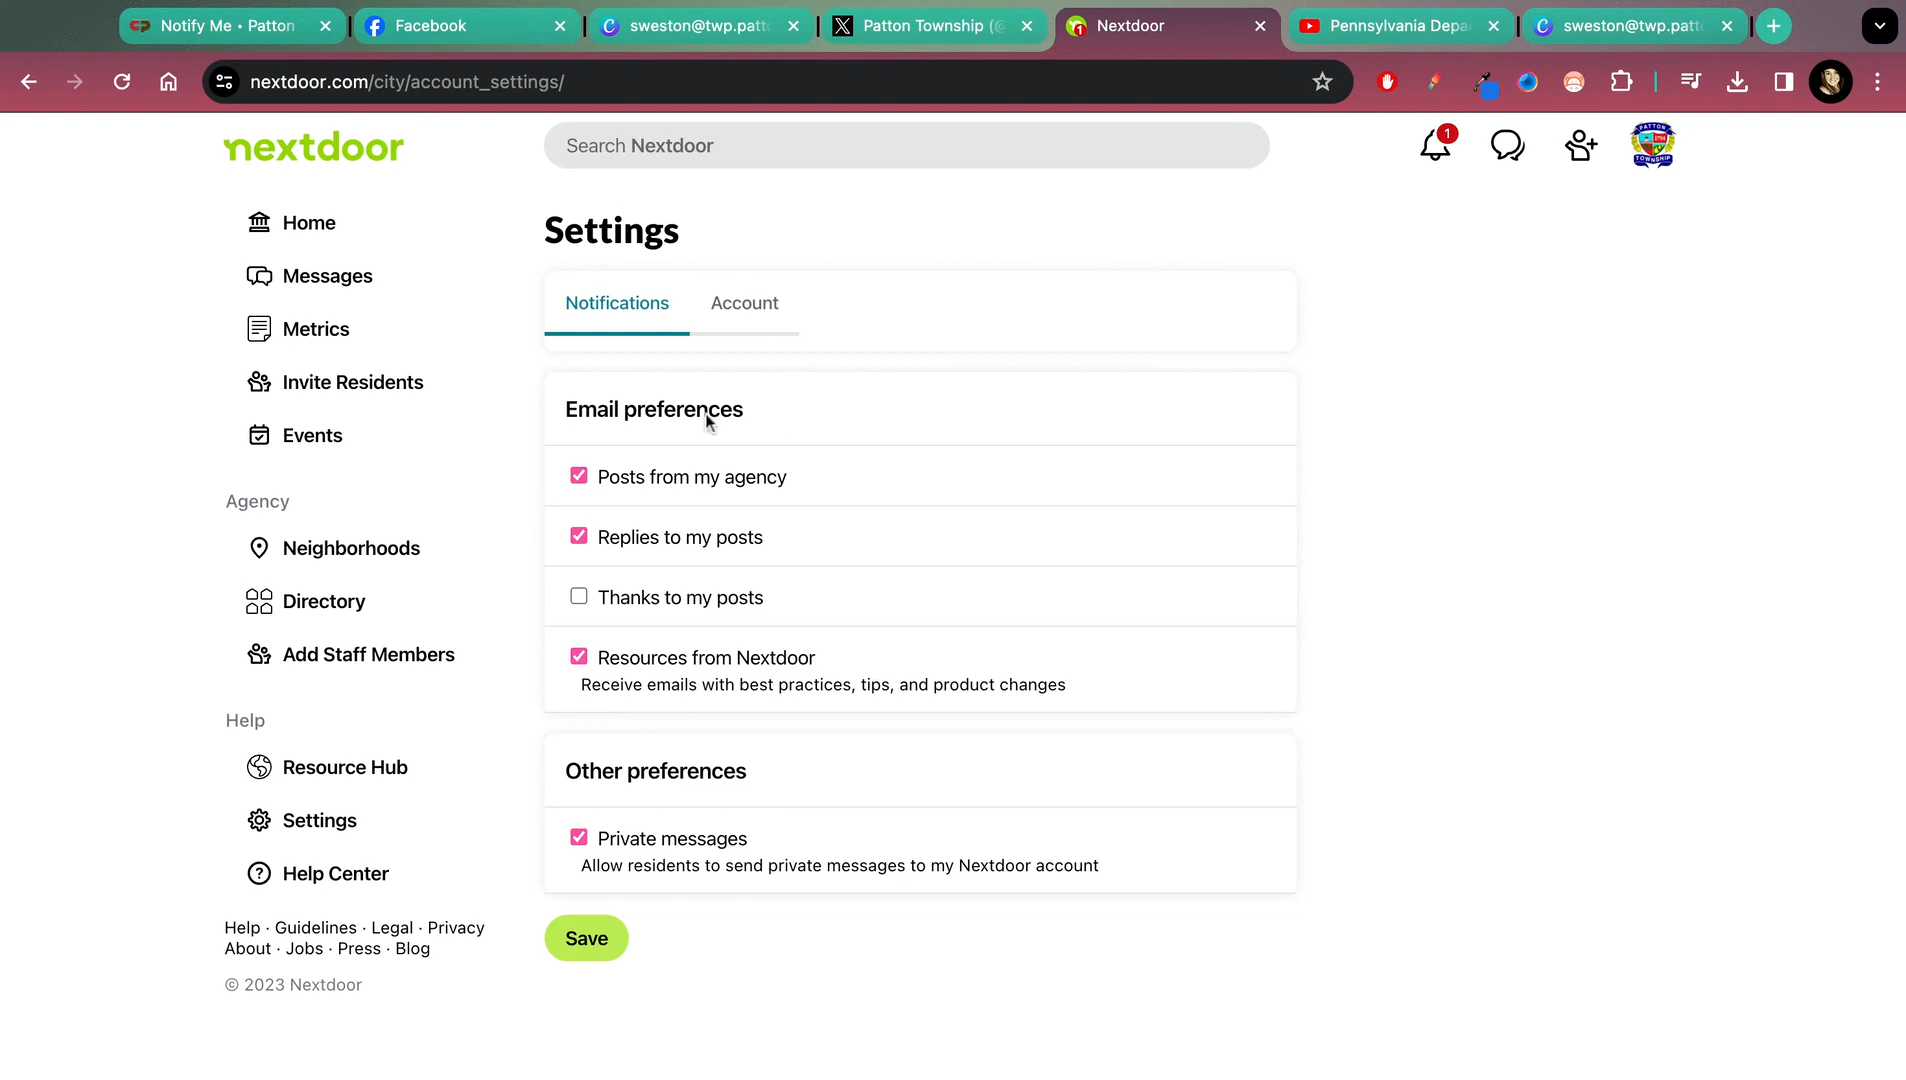 Notify Me • Patton
Facebook
sweston@twp.patt
Patton Township (@
Nextdoor
Pennsylvania Depa
sweston@twp.patt
nextdoor.com/city/account_settings/
nextdoor
Search Nextdoor
1
Home
Messages
Metrics
Invite Residents
Events
Agency
Neighborhoods
Directory
Add Staff Members
Help
Resource Hub
Settings
Help Center
Help · Guidelines · Legal · Privacy
About · Jobs · Press · Blog
© 2023 Nextdoor
Settings
Notifications
Account
Email preferences
Posts from my agency
Replies to my posts
Thanks to my posts
Resources from Nextdoor
Receive emails with best practices, tips, and product changes
Other preferences
Private messages
Allow residents to send private messages to my Nextdoor account
Save
PATTON
1794
TOWNSHIP